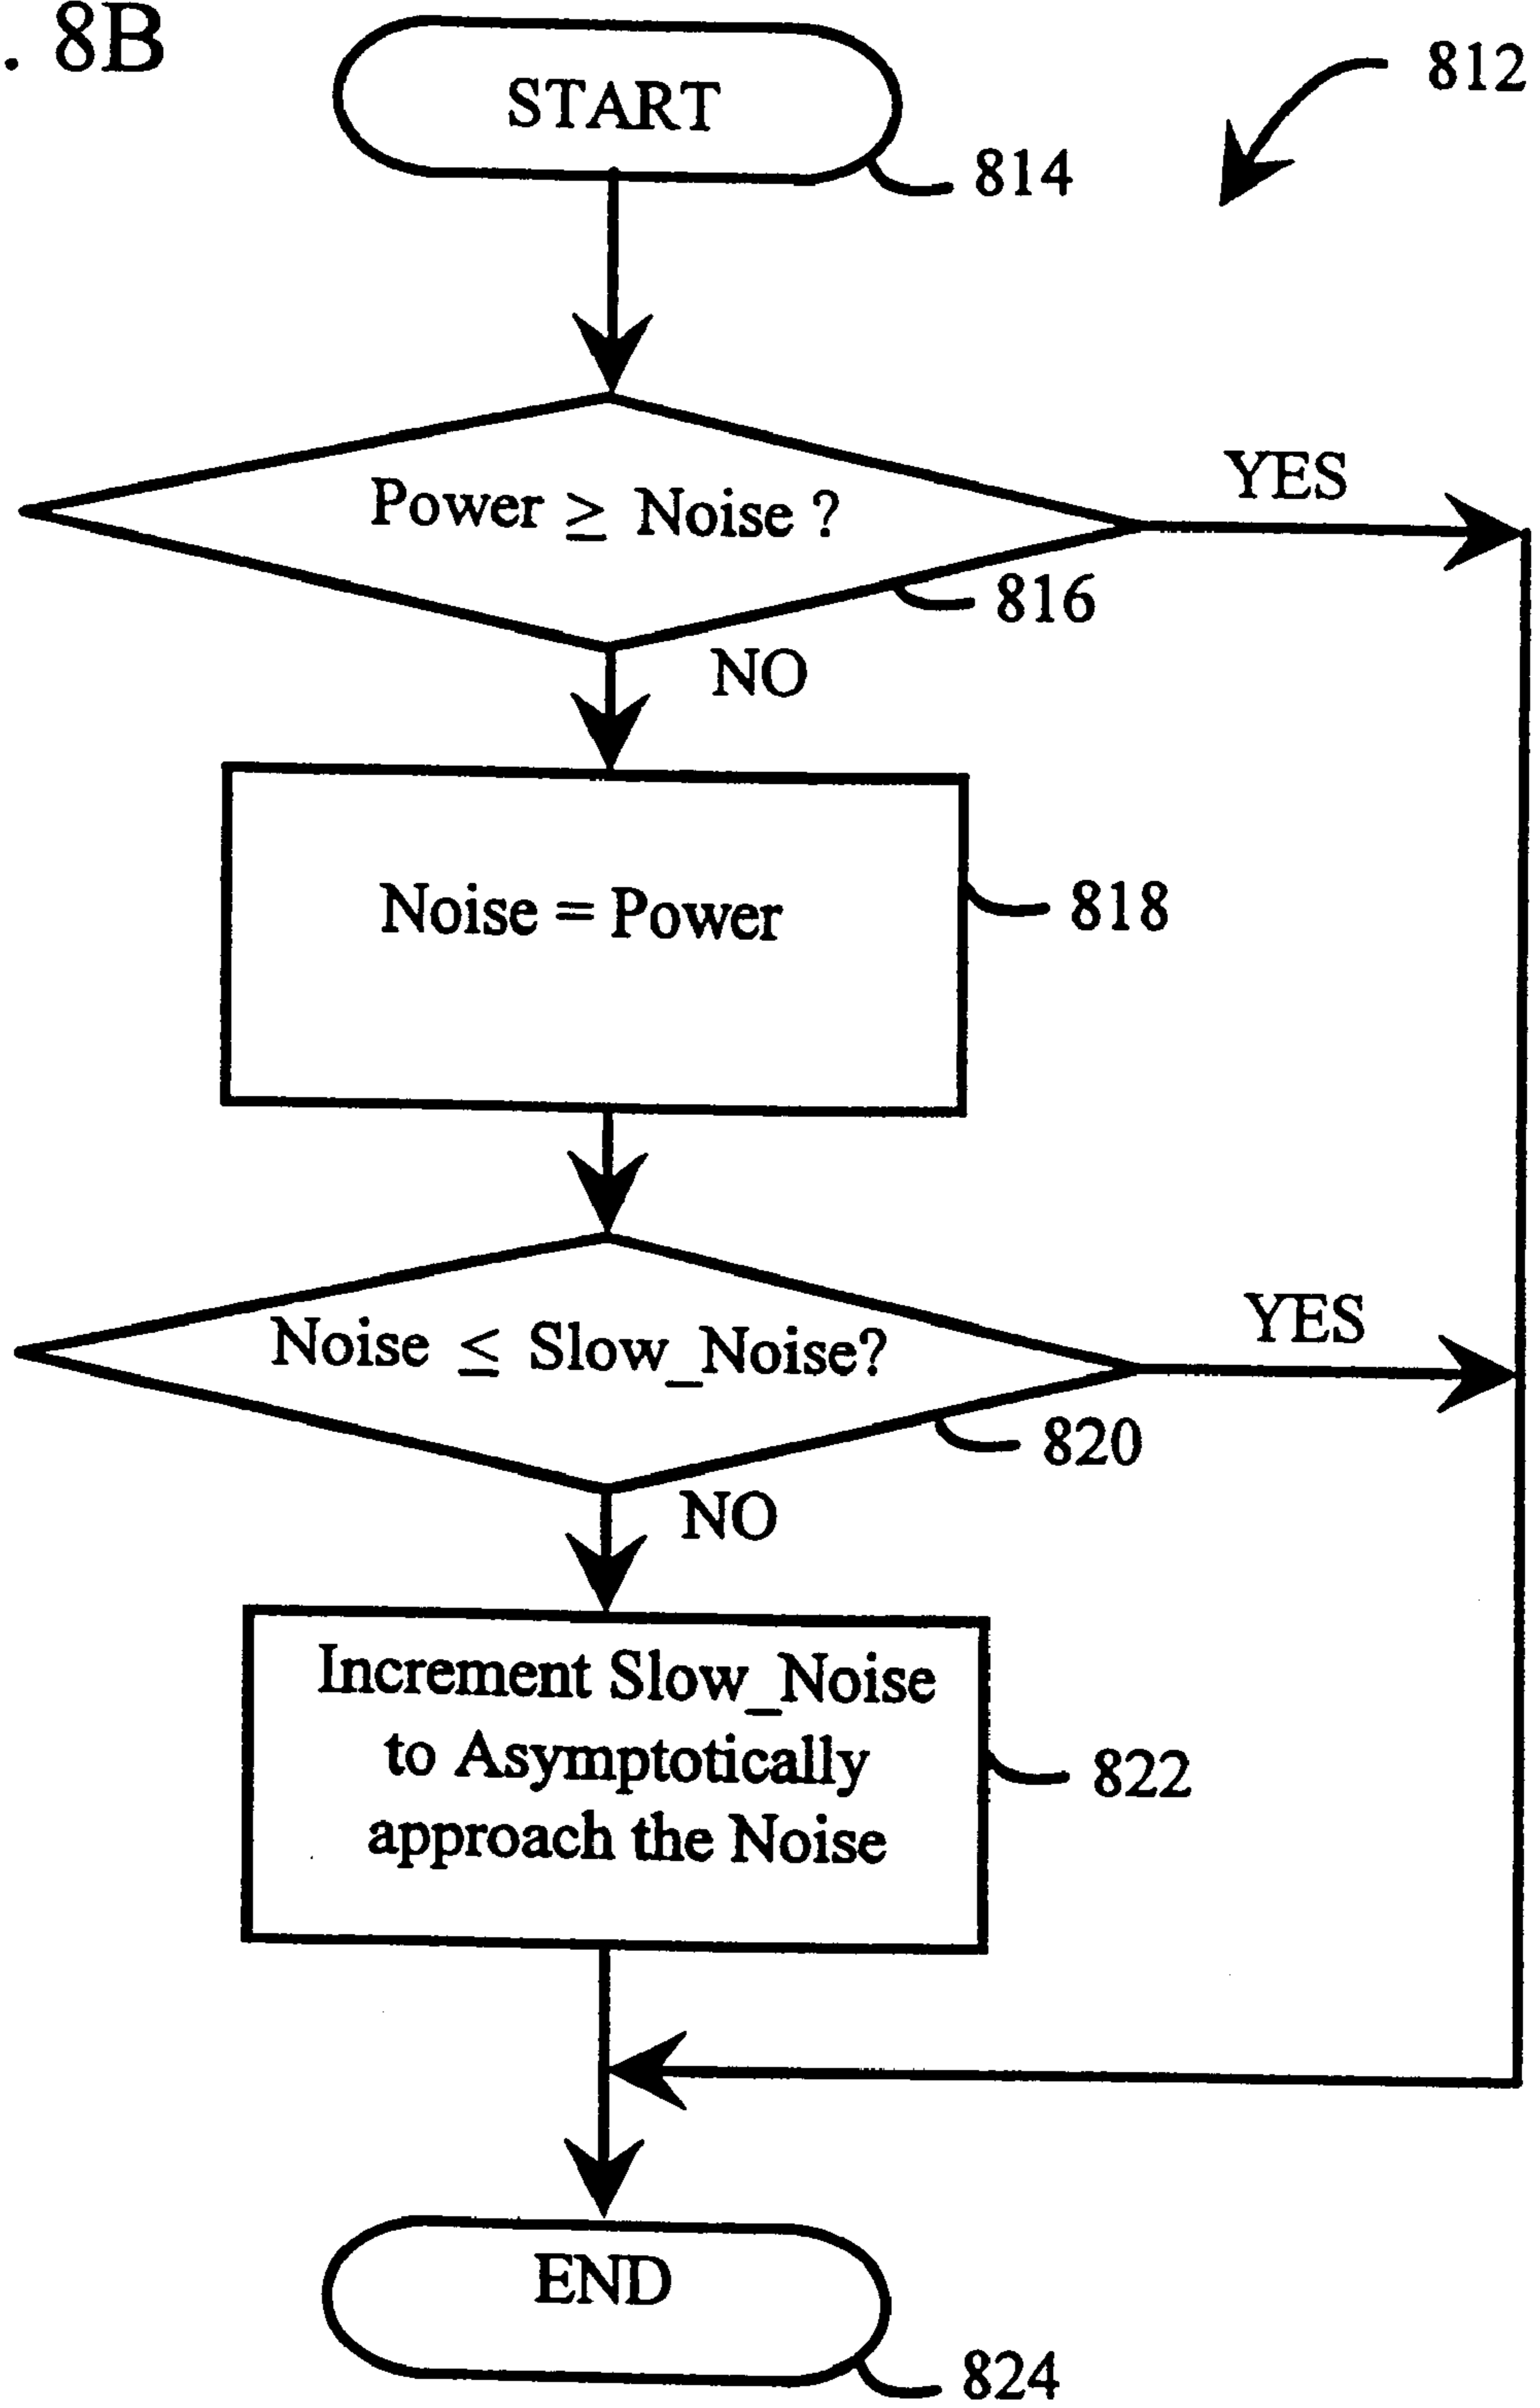 . 8B
START
812
814
Power ≥ Noise ?
YES
816
NO
Noise = Power
818
Noise ≤ Slow_Noise?
YES
820
NO
Increment Slow_Noise
to Asymptotically
approach the Noise
822
END
824